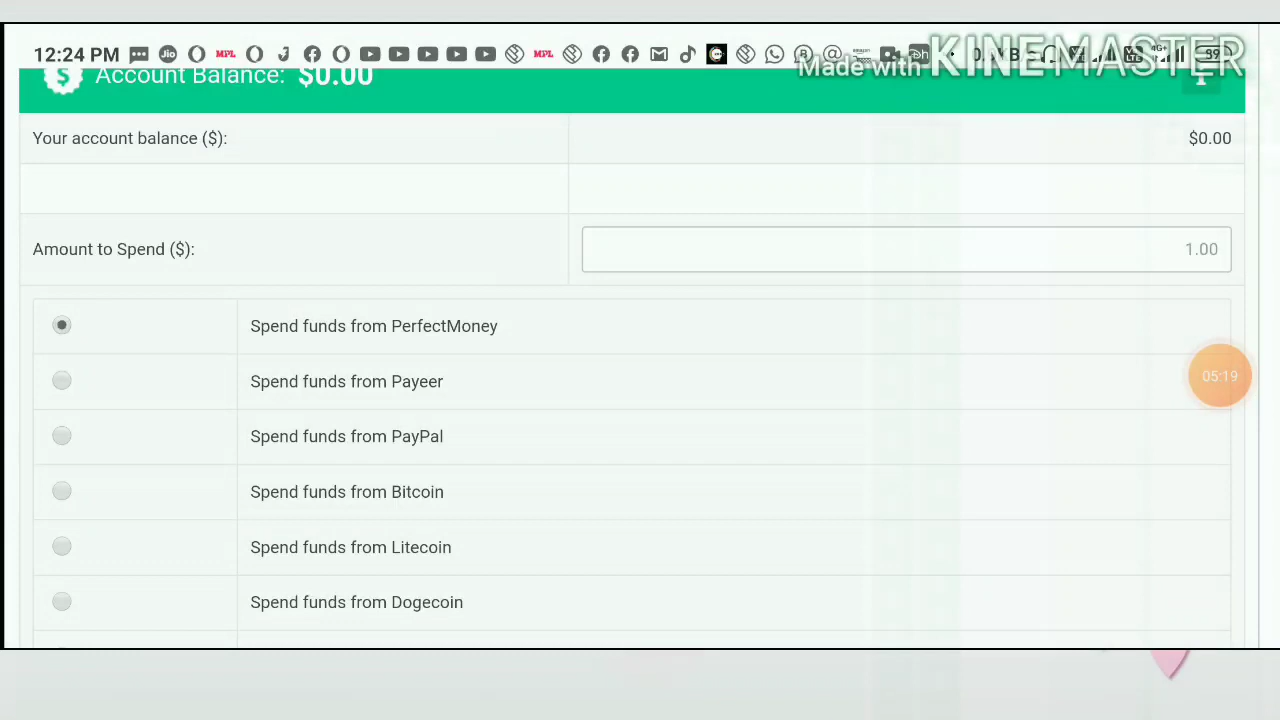 12:24 PM
Made with KINEMASTER
Account Balance: $0.00
Your account balance ($): $0.00
Amount to Spend ($): 1.00
Spend funds from PerfectMoney
Spend funds from Payeer
05:19
Spend funds from PayPal
Spend funds from Bitcoin
Spend funds from Litecoin
Spend funds from Dogecoin